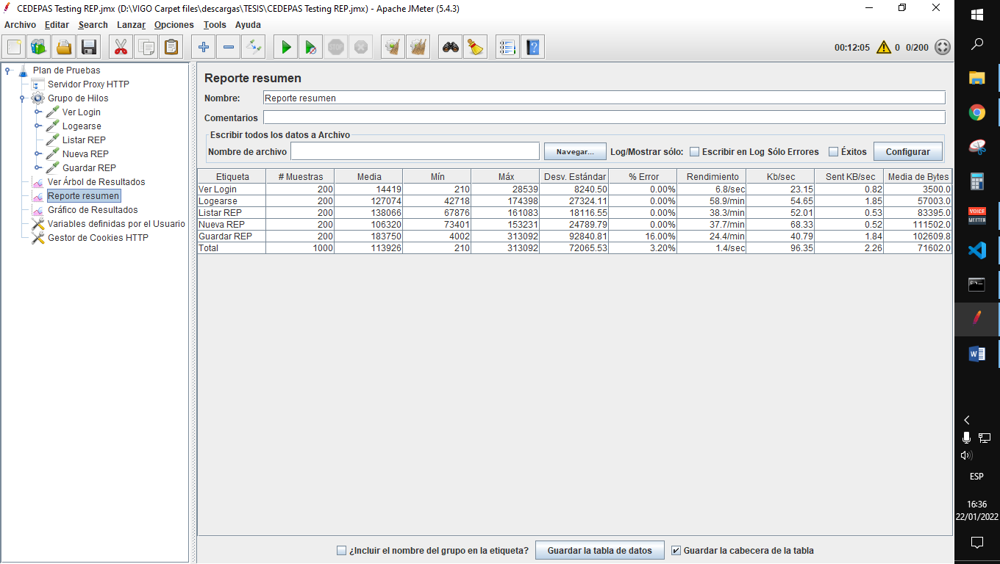 CEDEPAS Testing REP.jmx (D:\VIGO Carpet files\descargas\TESIS\CEDEPAS Testing REP.jmx) - Apache JMeter (5.4.3)
Archivo Editar Search Lanzar Opciones Tools Ayuda
00:12:05 0 0/200
Plan de Pruebas
Servidor Proxy HTTP
Grupo de Hilos
Ver Login
Logearse
Listar REP
Nueva REP
Guardar REP
Ver Árbol de Resultados
Reporte resumen
Gráfico de Resultados
Variables definidas por el Usuario
Gestor de Cookies HTTP
Reporte resumen
Nombre: Reporte resumen
Comentarios
Escribir todos los datos a Archivo
Nombre de archivo Navegar... Log/Mostrar sólo: Escribir en Log Sólo Errores Éxitos Configurar
Etiqueta # Muestras Media Mín Máx Desv. Estándar % Error Rendimiento Kb/sec Sent KB/sec Media de Bytes
Ver Login 200 14419 210 28539 8240.50 0.00% 6.8/sec 23.15 0.82 3500.0
Logearse 200 127074 42718 174398 27324.11 0.00% 58.9/min 54.65 1.85 57003.0
Listar REP 200 138066 67876 161083 18116.55 0.00% 38.3/min 52.01 0.53 83395.0
Nueva REP 200 106320 73401 153231 24789.79 0.00% 37.7/min 68.33 0.52 111502.0
Guardar REP 200 183750 4002 313092 92840.81 16.00% 24.4/min 40.79 1.84 102609.8
Total 1000 113926 210 313092 72065.53 3.20% 1.4/sec 96.35 2.26 71602.0
¿Incluir el nombre del grupo en la etiqueta? Guardar la tabla de datos Guardar la cabecera de la tabla
VOICE
MEETER
ESP
16:36
22/01/2022